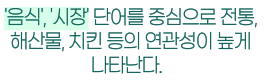 '음식', '시장' 단어를 중심으로 전통,
해산물, 치킨 등의 연관성이 높게
나타난다.